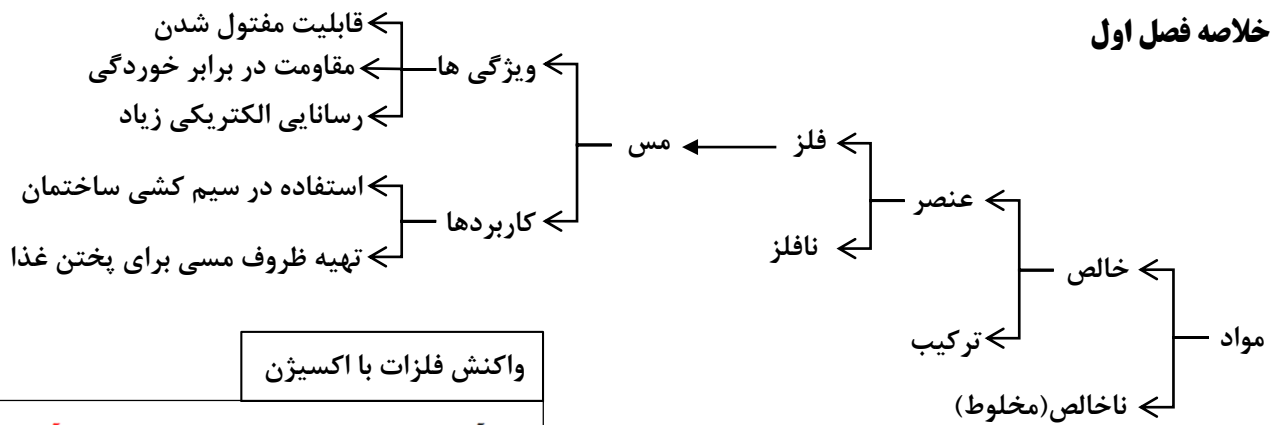 خلاصه فصل اول
مواد
خالص
ناخالص(مخلوط)
عنصر
ترکیب
فلز
نافلز
مس
ویژگی ها
قابلیت مفتول شدن
مقاومت در برابر خوردگی
رسانایی الکتریکی زیاد
کاربردها
استفاده در سیم کشی ساختمان
تهیه ظروف مسی برای پختن غذا
واکنش فلزات با اکسیژن